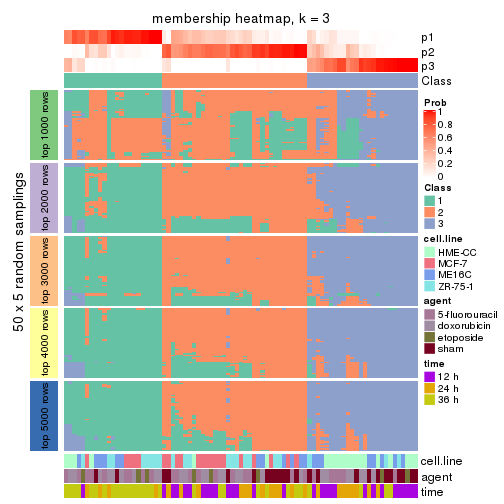 membership heatmap, k = 3
p1
p2
p3
Class
50 x 5 random samplings
top 1000 rows
top 2000 rows
top 3000 rows
top 4000 rows
top 5000 rows
cell.line
agent
time
Prob
1
0.8
0.6
0.4
0.2
0
Class
1
2
3
cell.line
HME-CC
MCF-7
ME16C
ZR-75-1
agent
5-fluorouracil
doxorubicin
etoposide
sham
time
12 h
24 h
36 h